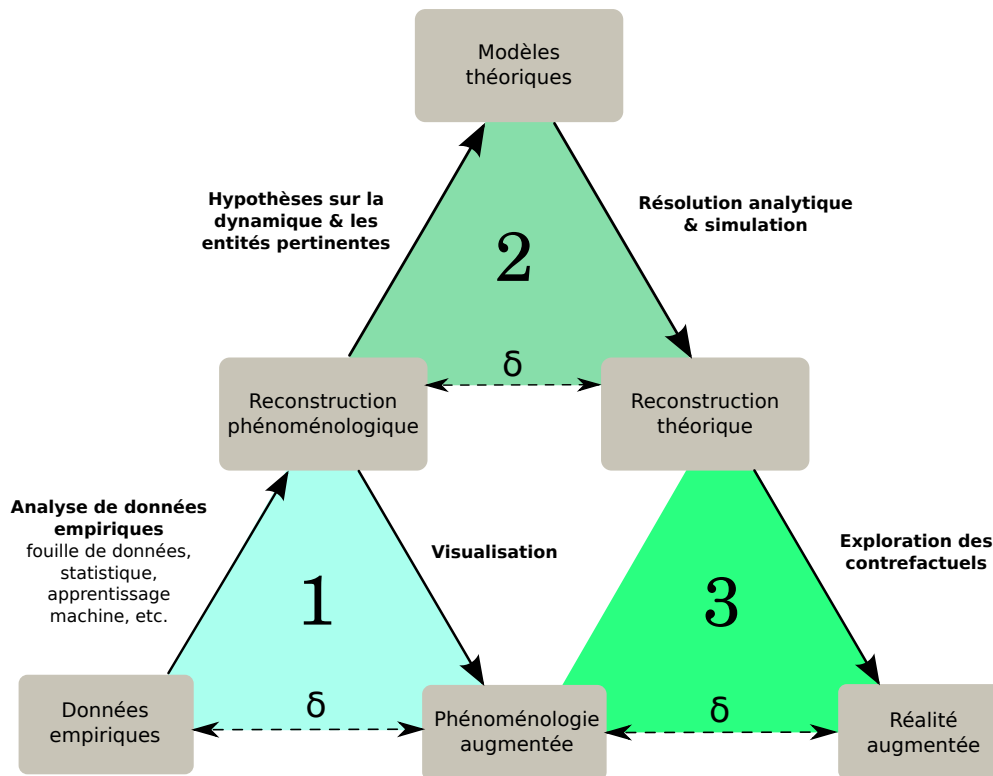 Modèles
théoriques
Hypothèses sur la
dynamique & les
entités pertinentes
Résolution analytique
& simulation
2
δ
Reconstruction
phénoménologique
Reconstruction
théorique
Analyse de données
empiriques
fouille de données,
statistique,
apprentissage
machine, etc.
Visualisation
Exploration des
contrefactuels
1
3
Données
empiriques
δ
Phénoménologie
augmentée
δ
Réalité
augmentée